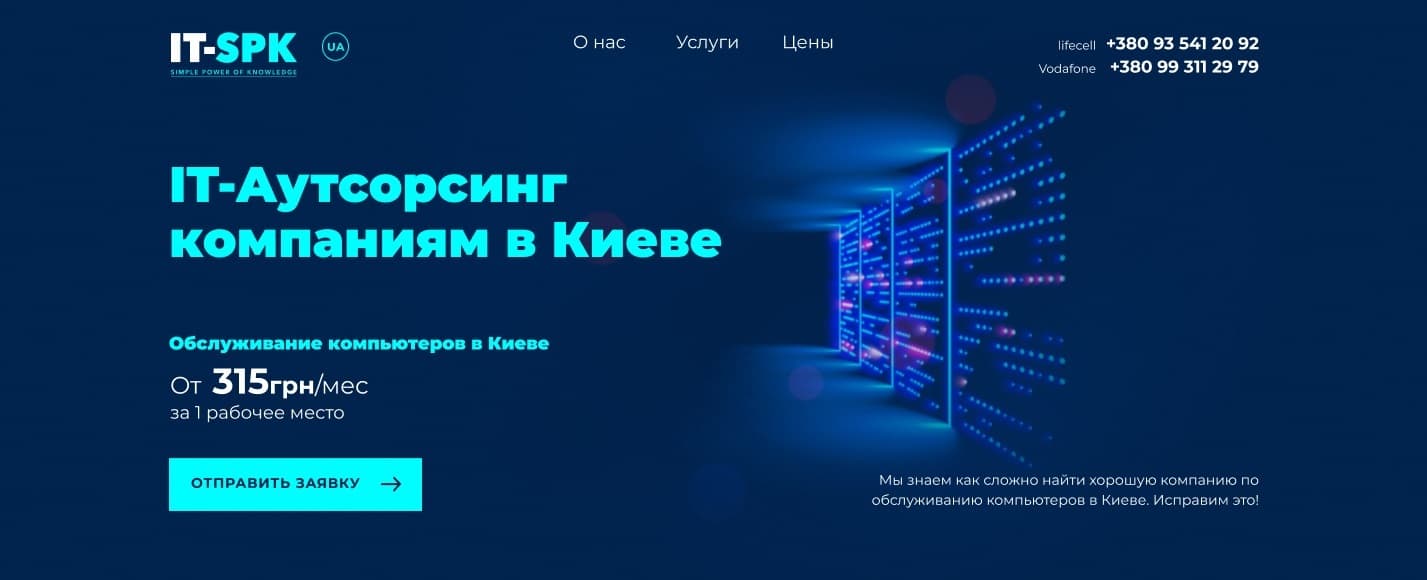 IT-SPK
SIMPLE POWER OF KNOWLEDGE
UA
О нас Услуги Цены
lifecell +380 93 541 20 92
Vodafone +380 99 311 29 79
IT-Аутсорсинг
компаниям в Киеве
Обслуживание компьютеров в Киеве
От 315грн/мес
за 1 рабочее место
ОТПРАВИТЬ ЗАЯВКУ →
Мы знаем как сложно найти хорошую компанию по
обслуживанию компьютеров в Киеве. Исправим это!